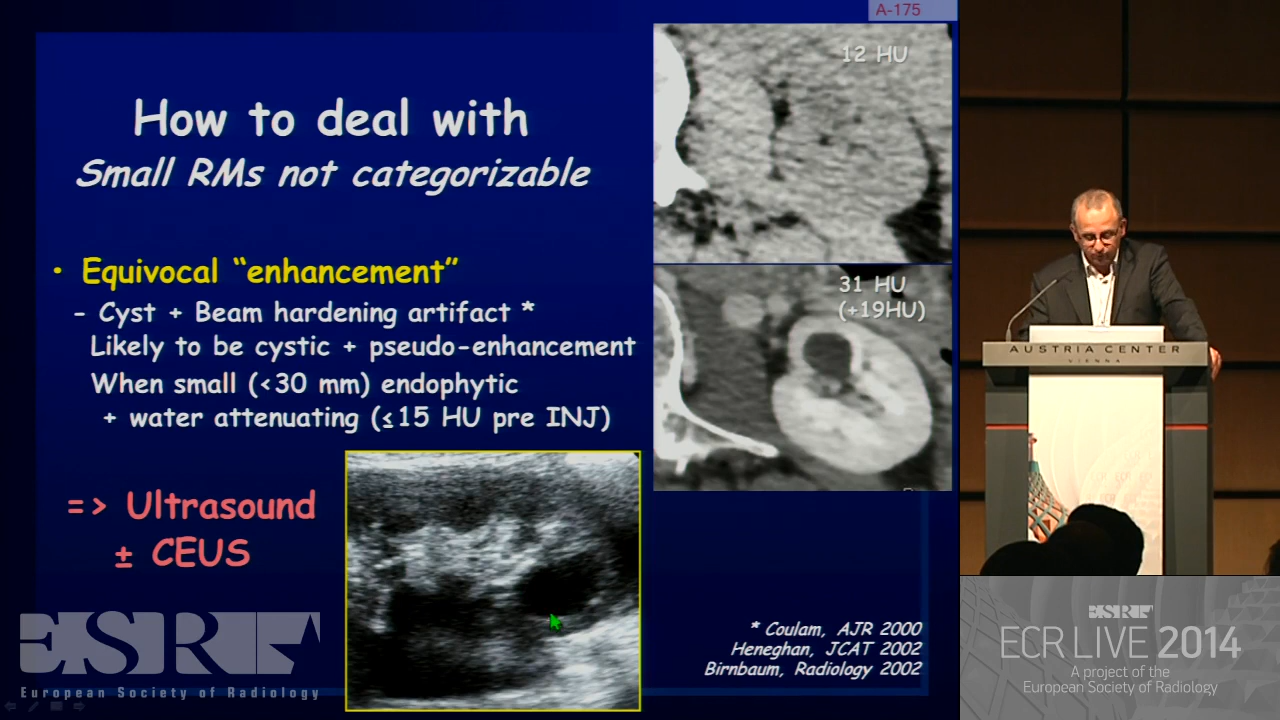 A-175
How to deal with
Small RMs not categorizable
• Equivocal “enhancement”
- Cyst + Beam hardening artifact *
Likely to be cystic + pseudo-enhancement
When small (<30 mm) endophytic
+ water attenuating (≤15 HU pre INJ)
=> Ultrasound
± CEUS
12 HU
31 HU
(+19HU)
* Coulam, AJR 2000
Heneghan, JCAT 2002
Birnbaum, Radiology 2002
ESR
European Society of Radiology
AUSTRIA CENTER
VIENNA
ESR
ECR LIVE 2014
A project of the
European Society of Radiology